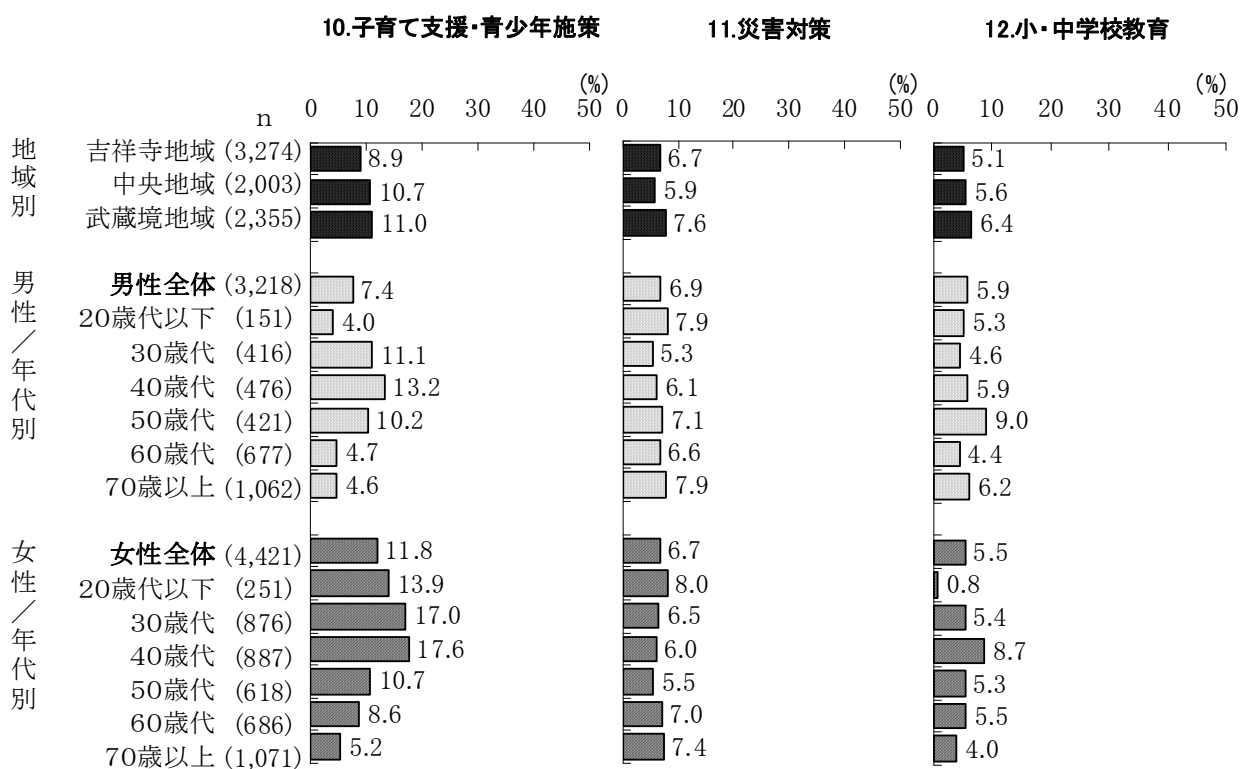 10.子育て支援・青少年施策 11.災害対策 12.小・中学校教育
(%) (%) (%)
n 0 10 20 30 40 50 0 10 20 30 40 50 0 10 20 30 40 50
地域別
吉祥寺地域 (3,274) 8.9 6.7 5.1
中央地域 (2,003) 10.7 5.9 5.6
武蔵境地域 (2,355) 11.0 7.6 6.4
男性／年代別
男性全体 (3,218) 7.4 6.9 5.9
20歳代以下 (151) 4.0 7.9 5.3
30歳代 (416) 11.1 5.3 4.6
40歳代 (476) 13.2 6.1 5.9
50歳代 (421) 10.2 7.1 9.0
60歳代 (677) 4.7 6.6 4.4
70歳以上 (1,062) 4.6 7.9 6.2
女性／年代別
女性全体 (4,421) 11.8 6.7 5.5
20歳代以下 (251) 13.9 8.0 0.8
30歳代 (876) 17.0 6.5 5.4
40歳代 (887) 17.6 6.0 8.7
50歳代 (618) 10.7 5.5 5.3
60歳代 (686) 8.6 7.0 5.5
70歳以上 (1,071) 5.2 7.4 4.0